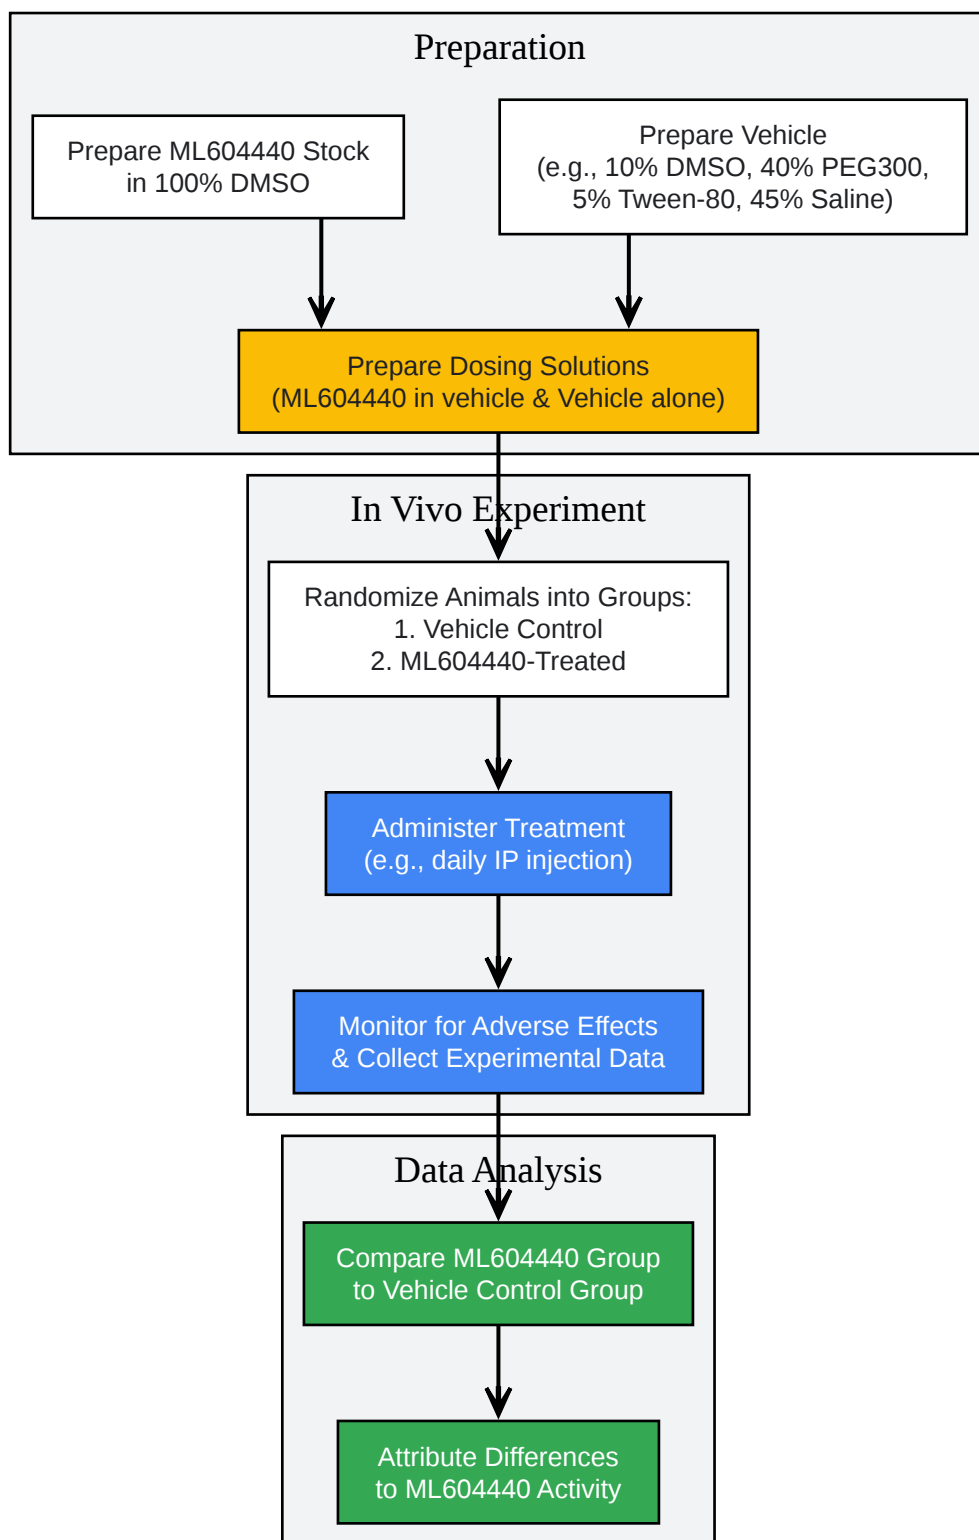 Preparation
Prepare ML604440 Stock
in 100% DMSO
Prepare Vehicle
(e.g., 10% DMSO, 40% PEG300,
5% Tween-80, 45% Saline)
Prepare Dosing Solutions
(ML604440 in vehicle & Vehicle alone)
In Vivo Experiment
Randomize Animals into Groups:
1. Vehicle Control
2. ML604440-Treated
Administer Treatment
(e.g., daily IP injection)
Monitor for Adverse Effects
& Collect Experimental Data
Data Analysis
Compare ML604440 Group
to Vehicle Control Group
Attribute Differences
to ML604440 Activity